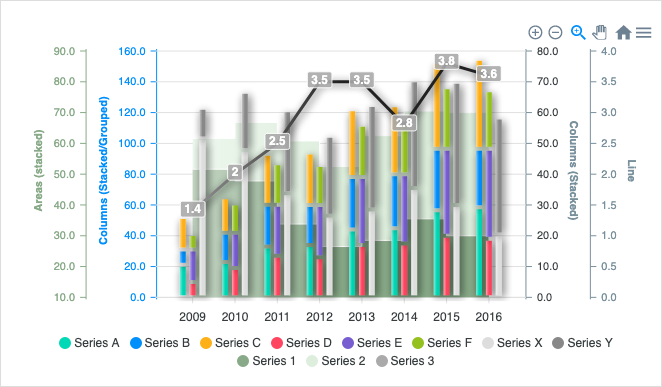 90.0 160.0 80.0 4.0
80.0 140.0 70.0 3.5
70.0 120.0 60.0 3.0
60.0 100.0 50.0 2.5
50.0 80.0 40.0 2.0
40.0 60.0 30.0 1.5
30.0 40.0 20.0 1.0
20.0 20.0 10.0 0.5
10.0 0.0 0.0 0.0
Areas (stacked)
Columns (Stacked/Grouped)
Columns (Stacked)
Line
1.4 2 2.5 3.5 3.5 2.8 3.8 3.6
2009 2010 2011 2012 2013 2014 2015 2016
Series A Series B Series C Series D Series E Series F Series X Series Y
Series 1 Series 2 Series 3